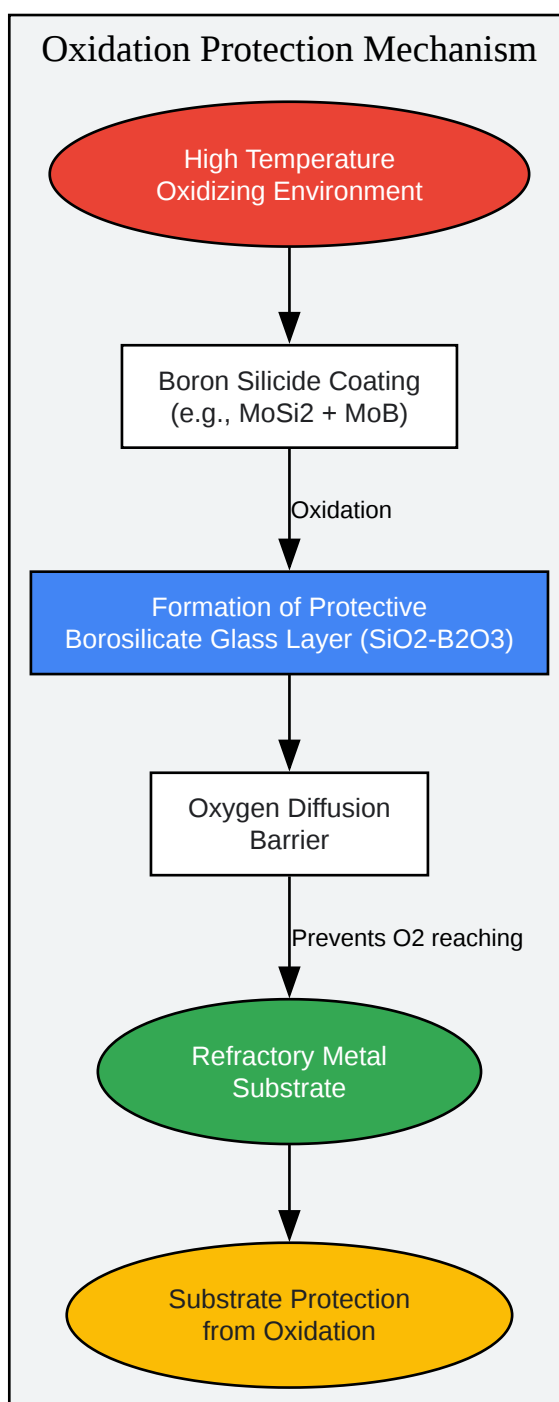 Oxidation Protection Mechanism
High Temperature
Oxidizing Environment
Boron Silicide Coating
(e.g., MoSi2 + MoB)
Oxidation
Formation of Protective
Borosilicate Glass Layer (SiO2-B2O3)
Oxygen Diffusion
Barrier
Prevents O2 reaching
Refractory Metal
Substrate
Substrate Protection
from Oxidation